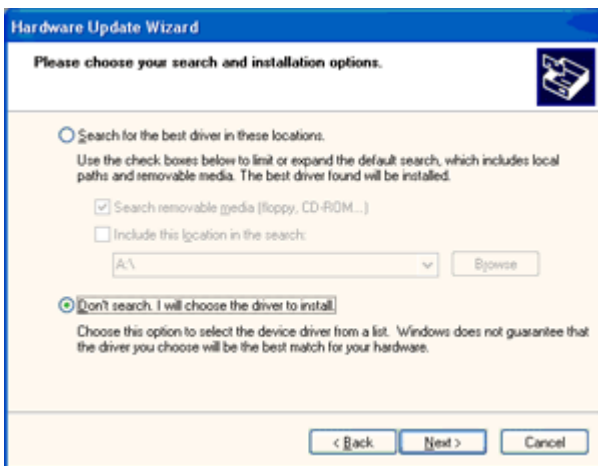 Hardware Update Wizard
Please choose your search and installation options.
Search for the best driver in these locations.
Use the check boxes below to limit or expand the default search, which includes local
paths and removable media. The best driver found will be installed.
Search removable media (floppy, CD-ROM...)
Include this location in the search:
A:\
Browse
Don't search. I will choose the driver to install.
Choose this option to select the device driver from a list. Windows does not guarantee that
the driver you choose will be the best match for your hardware.
< Back Next > Cancel